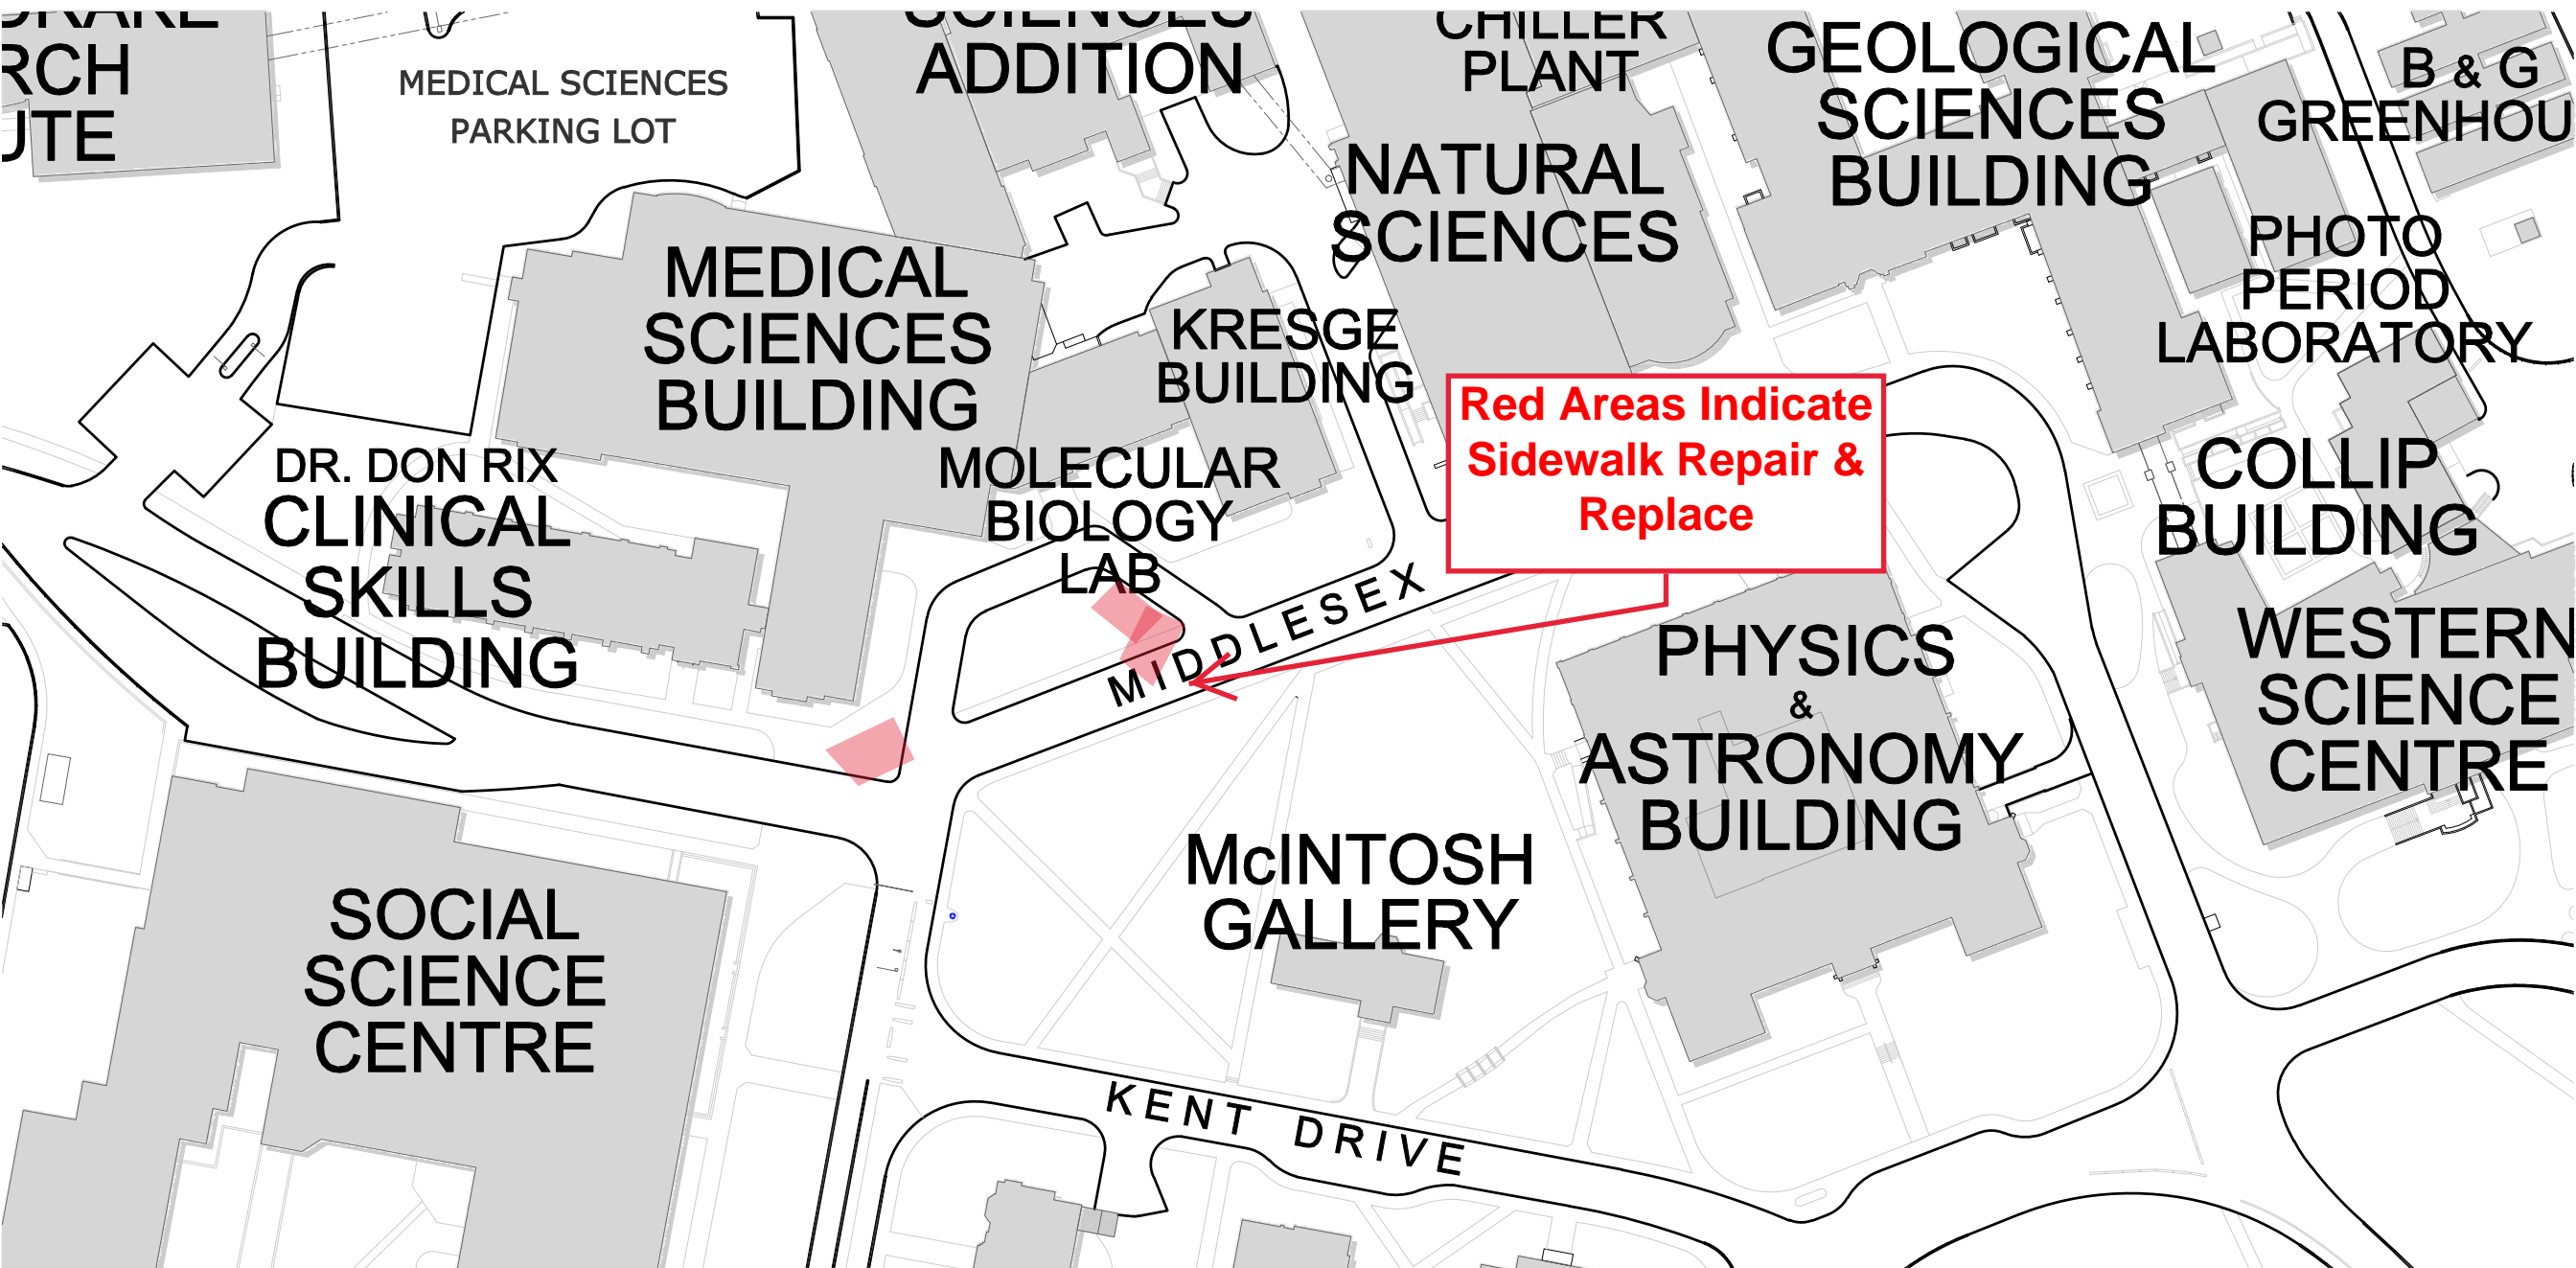 MEDICAL SCIENCES
PARKING LOT
ADDITION
CHILLER
PLANT
GEOLOGICAL
SCIENCES
BUILDING
B & G
NATURAL
SCIENCES
PHOTO
PERIOD
LABORATORY
MEDICAL
SCIENCES
BUILDING
KRESGE
BUILDING
Red Areas Indicate
Sidewalk Repair &
Replace
DR. DON RIX
CLINICAL
SKILLS
BUILDING
MOLECULAR
BIOLOGY
LAB
COLLIP
BUILDING
MIDDLESEX
PHYSICS
&
ASTRONOMY
BUILDING
WESTERN
SCIENCE
CENTRE
McINTOSH
GALLERY
SOCIAL
SCIENCE
CENTRE
KENT DRIVE